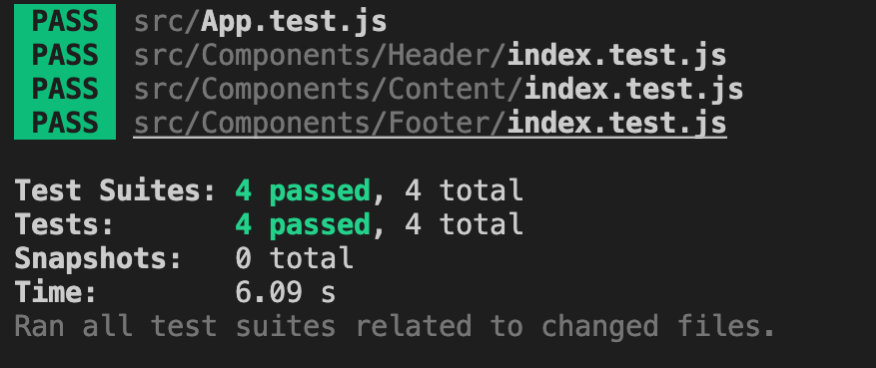 PASS src/App.test.js
PASS src/Components/Header/index.test.js
PASS src/Components/Content/index.test.js
PASS src/Components/Footer/index.test.js
Test Suites: 4 passed, 4 total
Tests: 4 passed, 4 total
Snapshots: 0 total
Time: 6.09 s
Ran all test suites related to changed files.